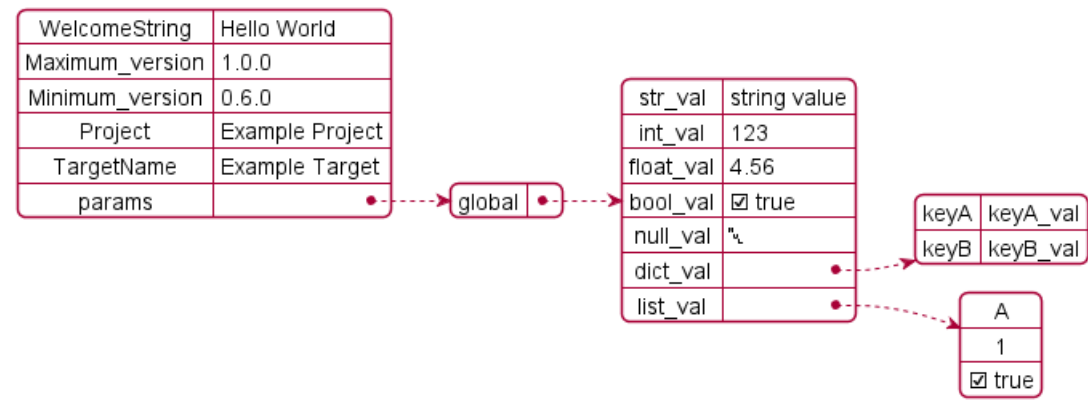 WelcomeString Hello World
Maximum_version 1.0.0
Minimum_version 0.6.0
Project Example Project
TargetName Example Target
params
global
str_val string value
int_val 123
float_val 4.56
bool_val ☑ true
null_val ␀
dict_val
list_val
keyA keyA_val
keyB keyB_val
A
1
☑ true